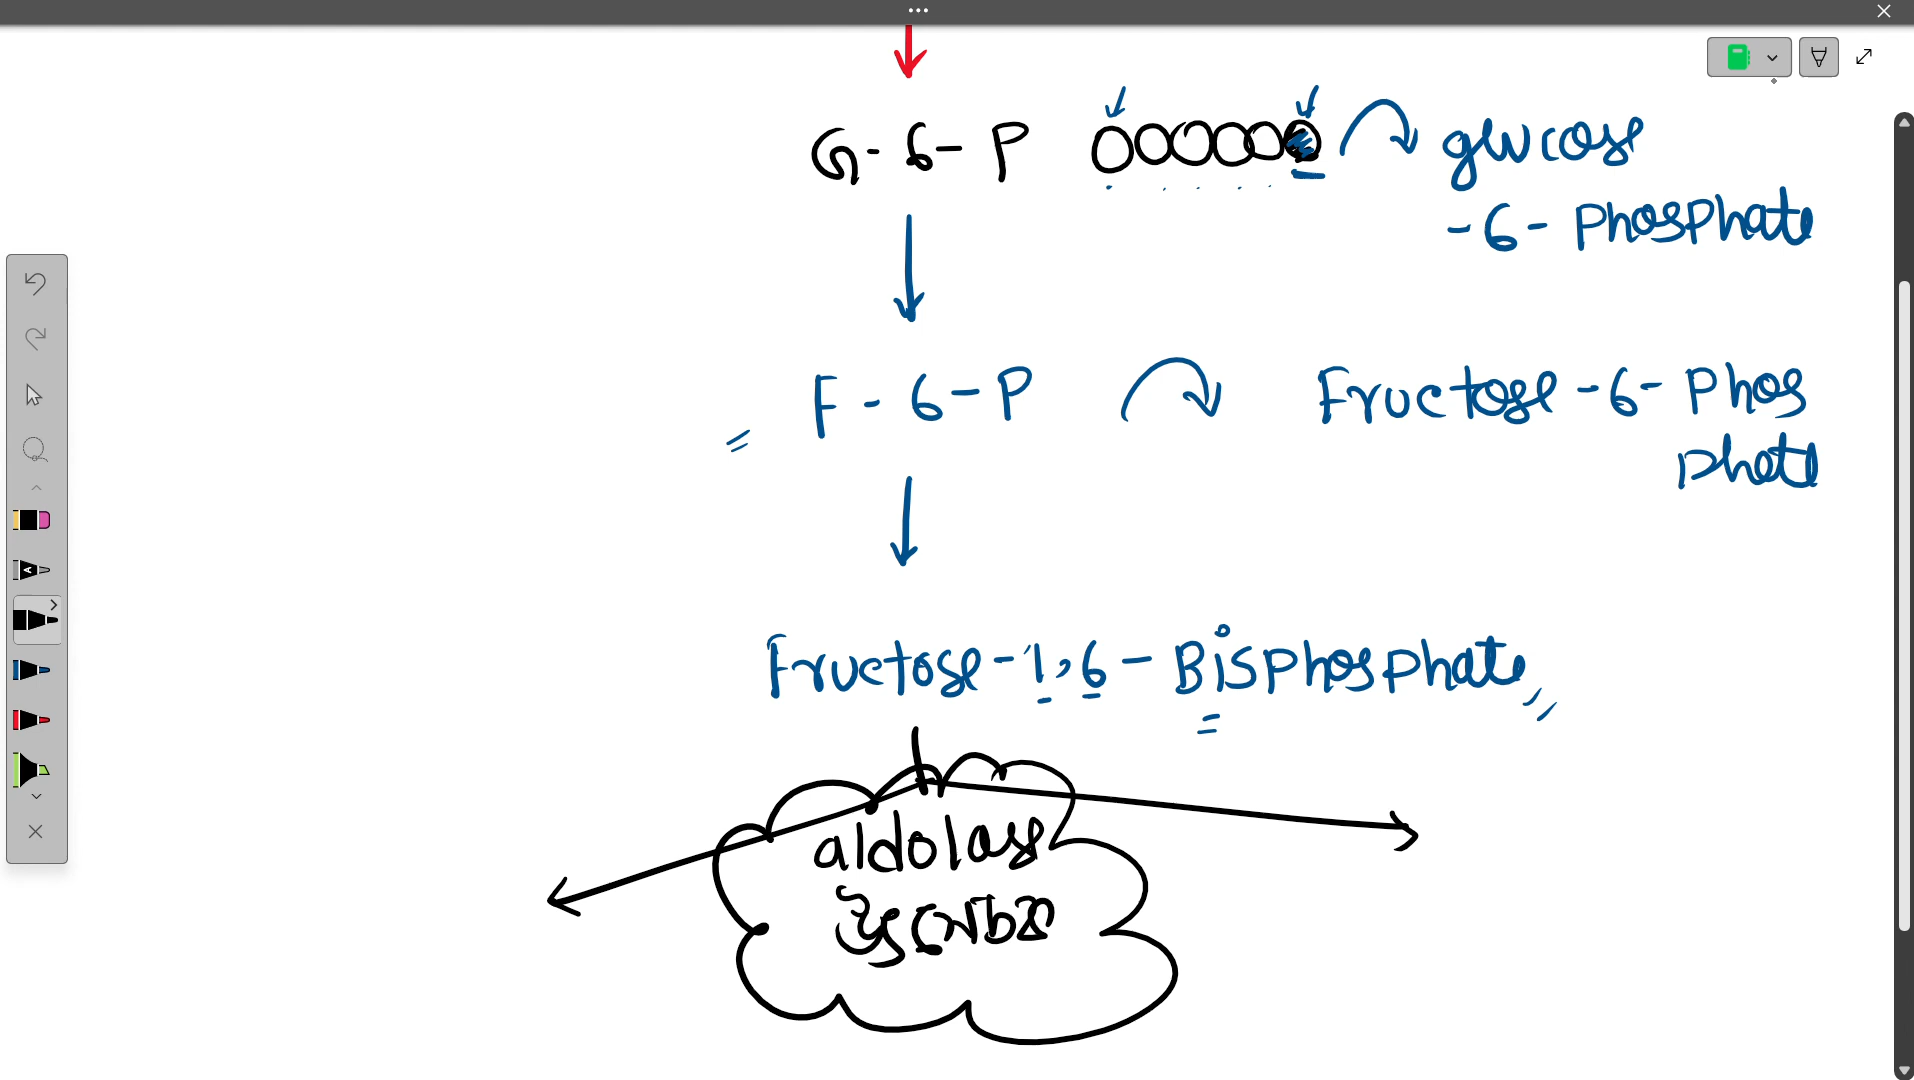 G-6-P
glucose
-6-Phosphate
F-6-P
Fructose-6-Phos
phate
Fructose-1,6-Bisphosphate
aldolase